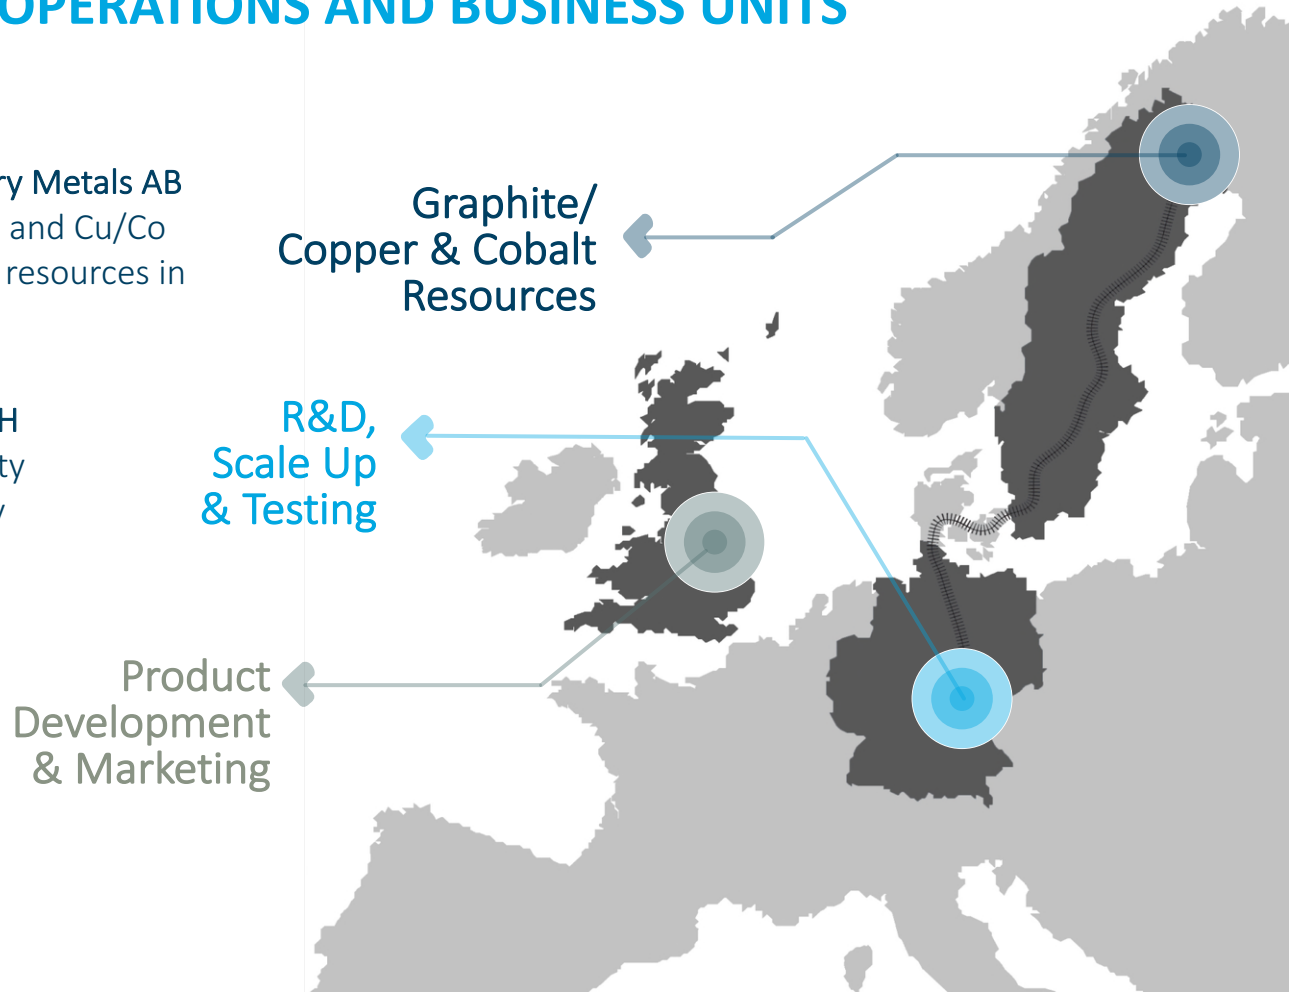 OPERATIONS AND BUSINESS UNITS
ry Metals AB
and Cu/Co
resources in
Graphite/
Copper & Cobalt
Resources
H
ty
y
R&D,
Scale Up
& Testing
Product
Development
& Marketing